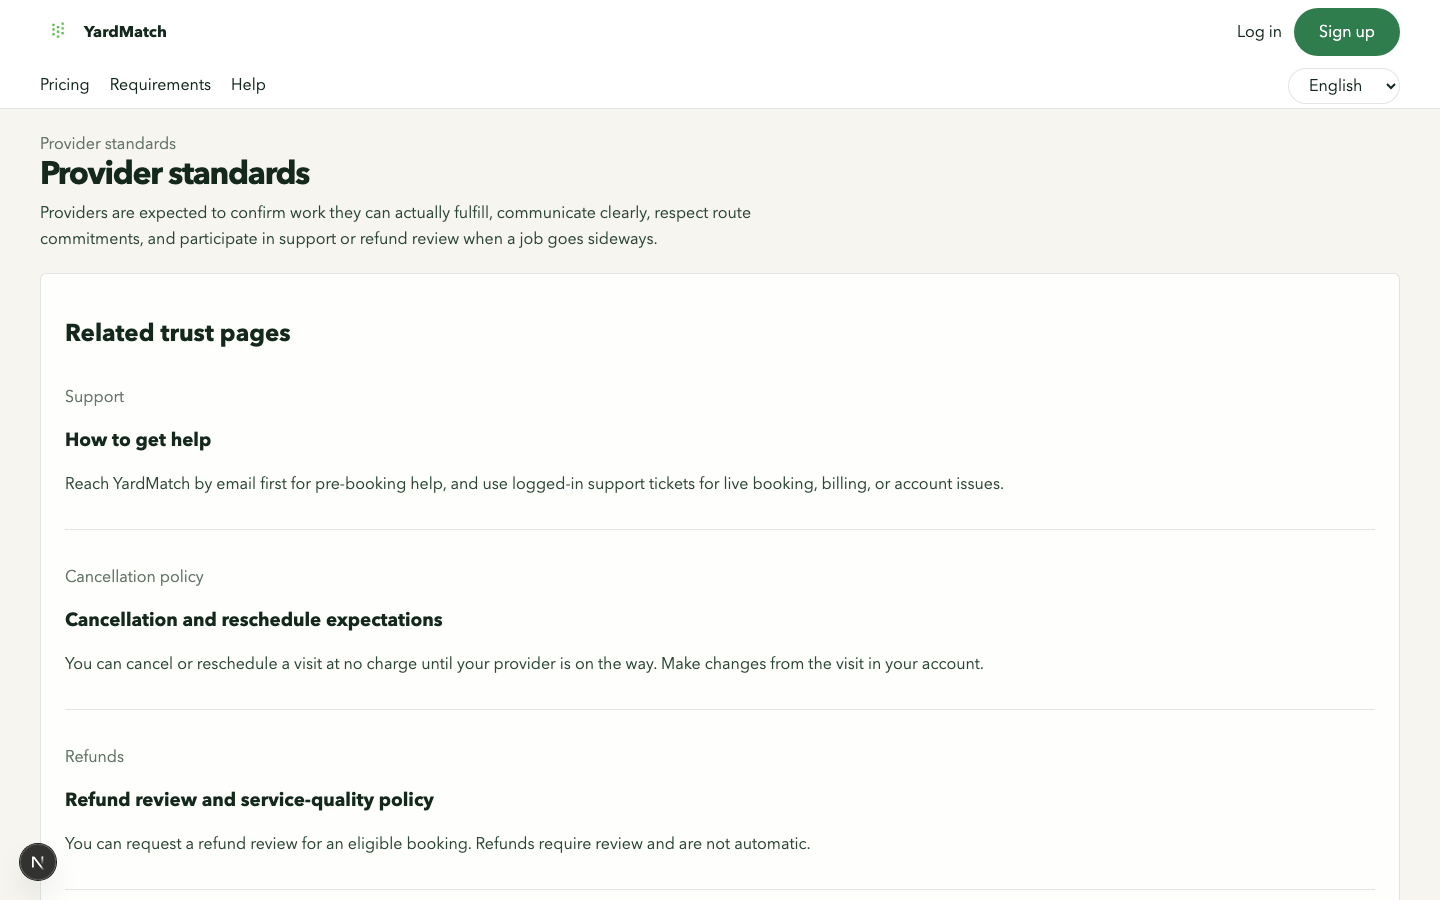 YardMatch
Log in
Sign up
Pricing
Requirements
Help
English
Provider standards
Provider standards
Providers are expected to confirm work they can actually fulfill, communicate clearly, respect route
commitments, and participate in support or refund review when a job goes sideways.
Related trust pages
Support
How to get help
Reach YardMatch by email first for pre-booking help, and use logged-in support tickets for live booking, billing, or account issues.
Cancellation policy
Cancellation and reschedule expectations
You can cancel or reschedule a visit at no charge until your provider is on the way. Make changes from the visit in your account.
Refunds
Refund review and service-quality policy
You can request a refund review for an eligible booking. Refunds require review and are not automatic.
N